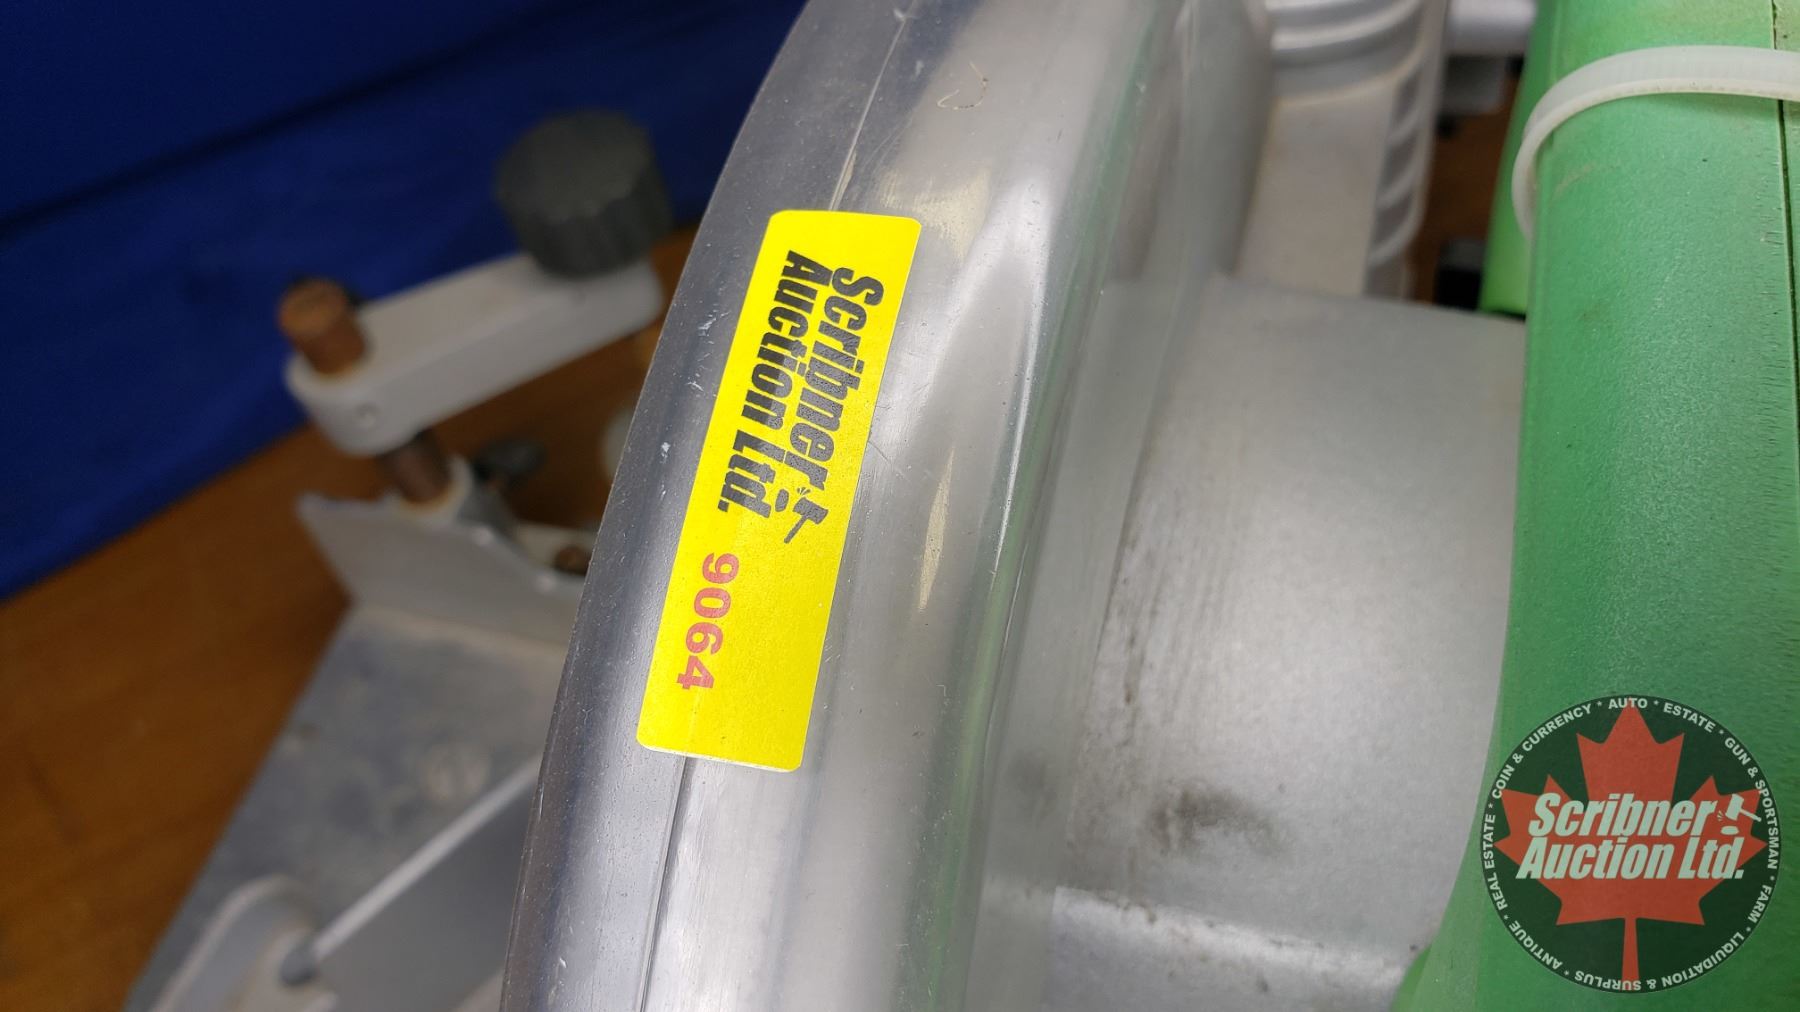 Scribner
Auction Ltd.
9064
REAL ESTATE * COIN & CURRENCY * AUTO * ESTATE * GUN & SPORTSMAN * FARM * LIQUIDATION & SURPLUS * ANTIQUE *
Scribner
Auction Ltd.